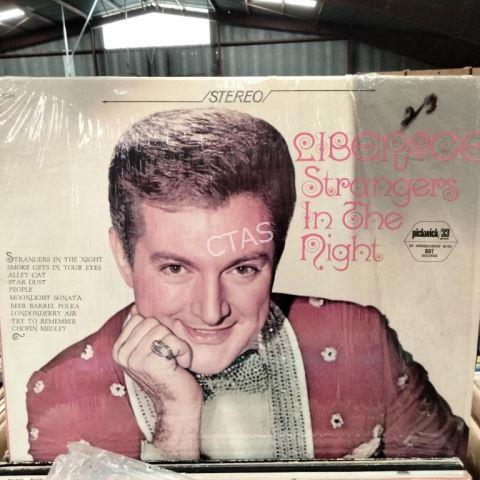 STEREO
LIBERACE
Strangers
In The
Night
pickwick 33
BY ARRANGEMENT WITH
DOT
RECORDS
CTAS
STRANGERS IN THE NIGHT
SMOKE GETS IN YOUR EYES
ALLEY CAT
STAR DUST
PEOPLE
MOONLIGHT SONATA
BEER BARREL POLKA
LONDONDERRY AIR
TRY TO REMEMBER
CHOPIN MEDLEY